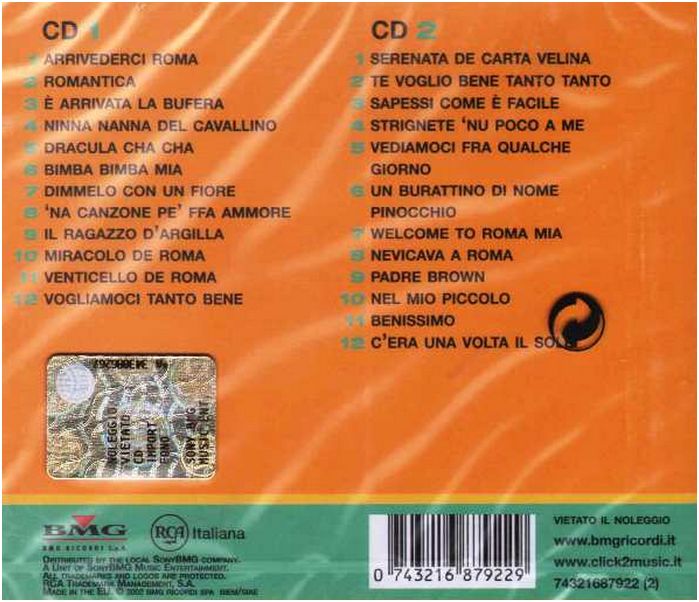 CD 1
1 ARRIVEDERCI ROMA
2 ROMANTICA
3 È ARRIVATA LA BUFERA
4 NINNA NANNA DEL CAVALLINO
5 DRACULA CHA CHA
6 BIMBA BIMBA MIA
7 DIMMELO CON UN FIORE
8 'NA CANZONE PE' FFA AMMORE
9 IL RAGAZZO D'ARGILLA
10 MIRACOLO DE ROMA
11 VENTICELLO DE ROMA
12 VOGLIAMOCI TANTO BENE
CD 2
1 SERENATA DE CARTA VELINA
2 TE VOGLIO BENE TANTO TANTO
3 SAPESSI COME È FACILE
4 STRIGNETE 'NU POCO A ME
5 VEDIAMOCI FRA QUALCHE
GIORNO
6 UN BURATTINO DI NOME
PINOCCHIO
7 WELCOME TO ROMA MIA
8 NEVICAVA A ROMA
9 PADRE BROWN
10 NEL MIO PICCOLO
11 BENISSIMO
12 C'ERA UNA VOLTA IL SOLE
NOLEGGIO
VIETATO
CD IMPORT
SONY BMG
MUSIC ENT
BMG
BMG RICORDI S.p.A.
RCA Italiana
DISTRIBUTED BY THE LOCAL SONYBMG COMPANY.
A UNIT OF SONYBMG MUSIC ENTERTAINMENT.
ALL TRADEMARKS AND LOGOS ARE PROTECTED.
RCA TRADEMARK MANAGEMENT, S.A.
MADE IN THE EU. © 2002 BMG RICORDI SPA
0 743216 879229
VIETATO IL NOLEGGIO
www.bmgricordi.it
www.click2music.it
74321687922 (2)